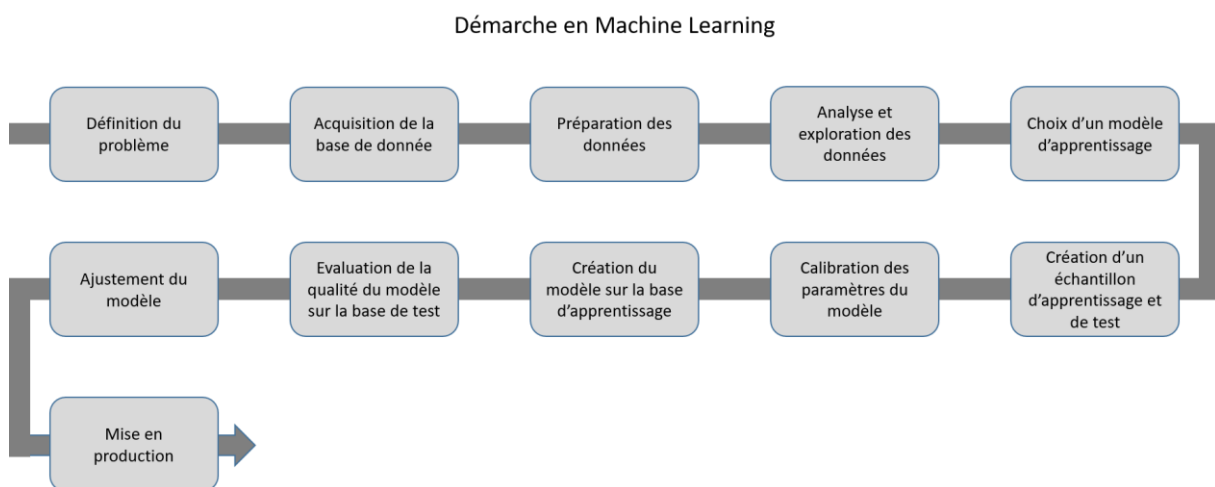 Démarche en Machine Learning
Définition du
problème
Acquisition de la
base de donnée
Préparation des
données
Analyse et
exploration des
données
Choix d'un modèle
d'apprentissage
Création d'un
échantillon
d'apprentissage et
de test
Calibration des
paramètres du
modèle
Création du
modèle sur la base
d'apprentissage
Evaluation de la
qualité du modèle
sur la base de test
Ajustement du
modèle
Mise en
production